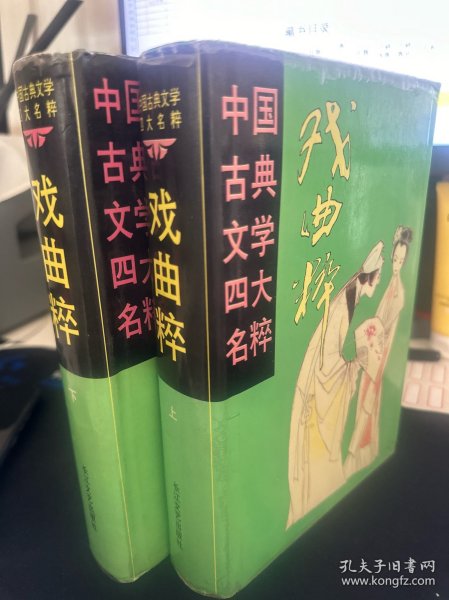 中国古典文学
四大名粹
戏曲粹
下
中国
古典
文学
四大
名粹
中国古典文学
四大名粹
戏曲粹
上
中国
古典
文学
四大
名粹
戏曲粹
孔夫子旧书网
www.kongfz.com